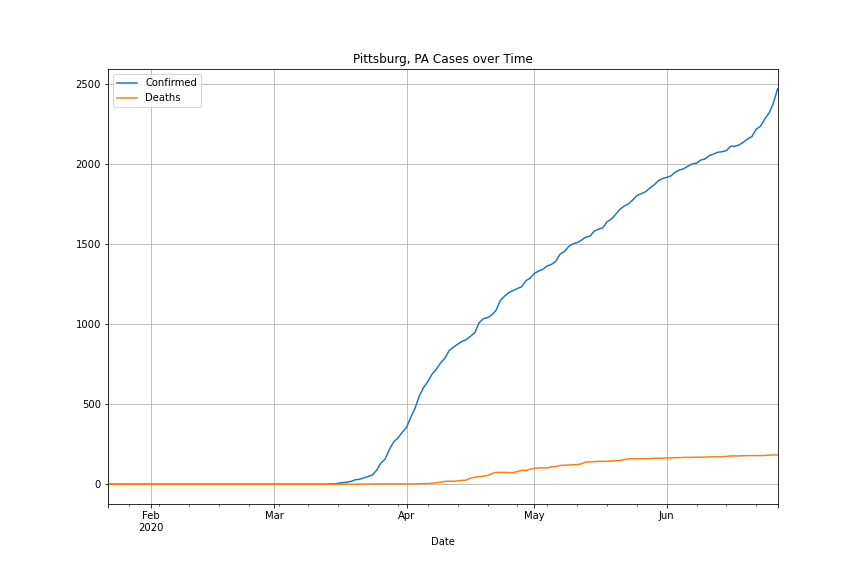 Pittsburg, PA Cases over Time
Confirmed
Deaths
2500
2000
1500
1000
500
0
Feb
2020
Mar
Apr
May
Jun
Date